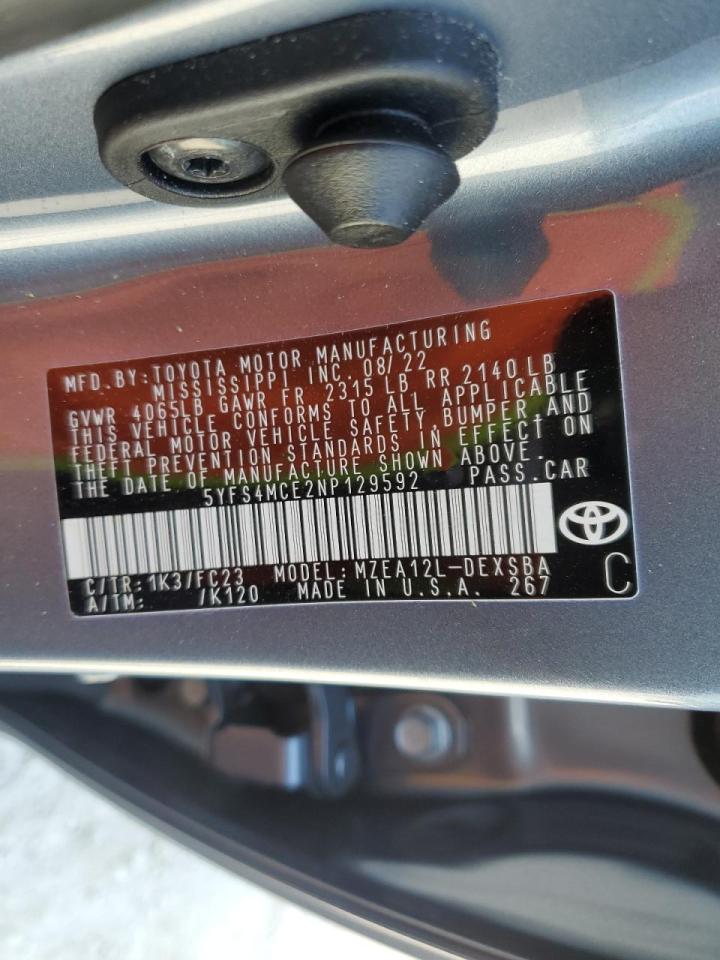 MFD. BY: TOYOTA MOTOR MANUFACTURING
MISSISSIPPI INC. 08/22
GVWR 4065LB GAWR FR 2315 LB RR 2140 LB
THIS VEHICLE CONFORMS TO ALL APPLICABLE
FEDERAL MOTOR VEHICLE SAFETY,BUMPER AND
THEFT PREVENTION STANDARDS IN EFFECT ON
THE DATE OF MANUFACTURE SHOWN ABOVE.
5YFS4MCE2NP129592 PASS.CAR
C/TR: 1K3/FC23 MODEL: MZEA12L-DEXSBA
A/TM: /K120 MADE IN U.S.A. 267 C